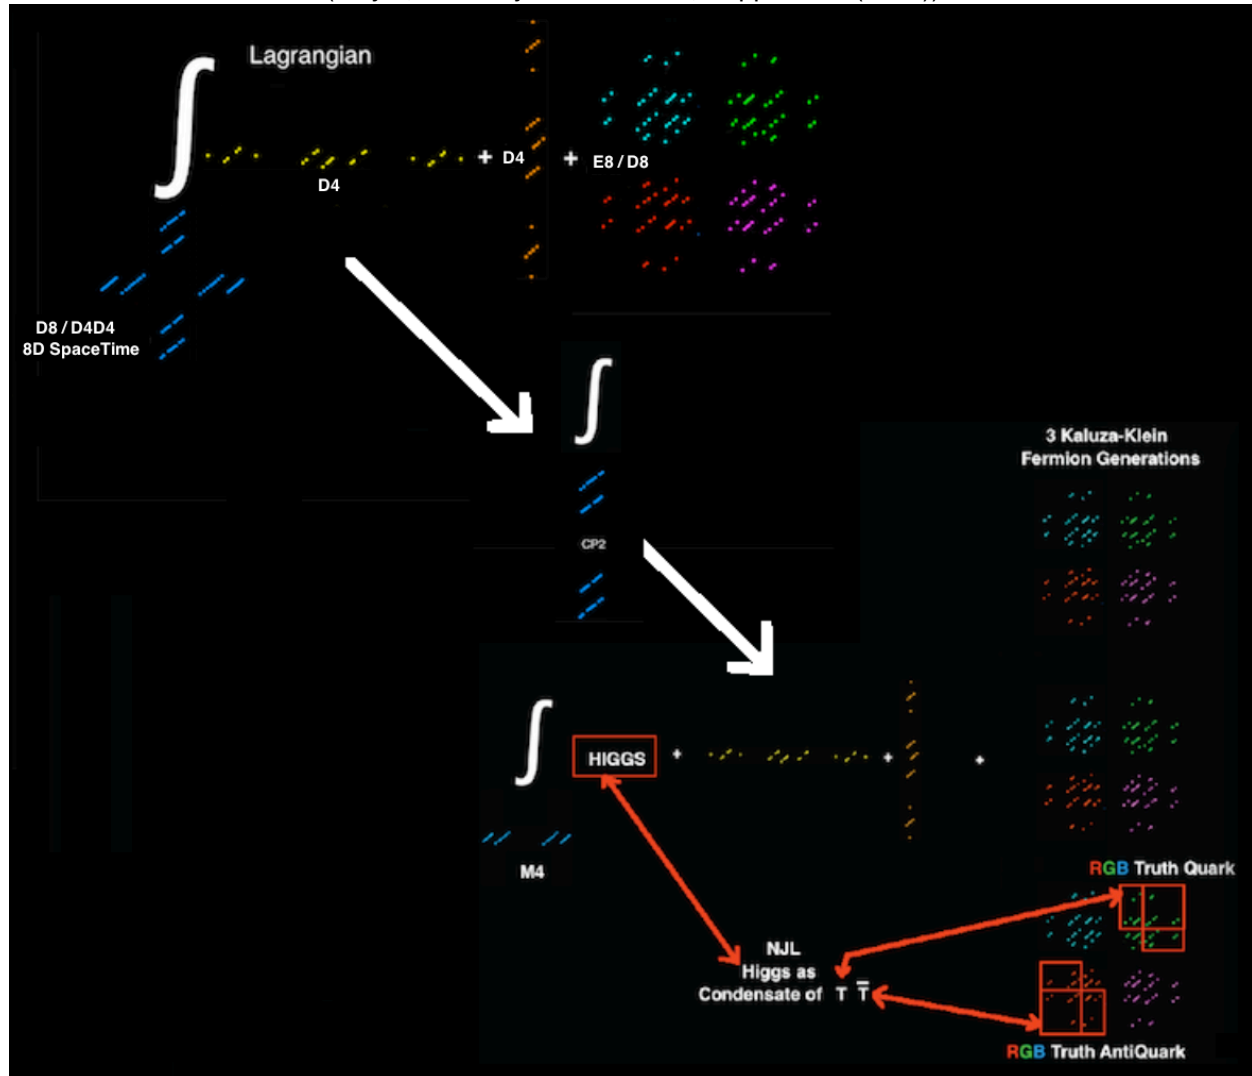 Lagrangian
∫
D4
+ D4
+ E8 / D8
D8 / D4D4
8D SpaceTime
∫
CP2
3 Kaluza-Klein
Fermion Generations
∫
HIGGS + + +
M4
RGB Truth Quark
NJL
Higgs as
Condensate of T T̅
RGB Truth AntiQuark